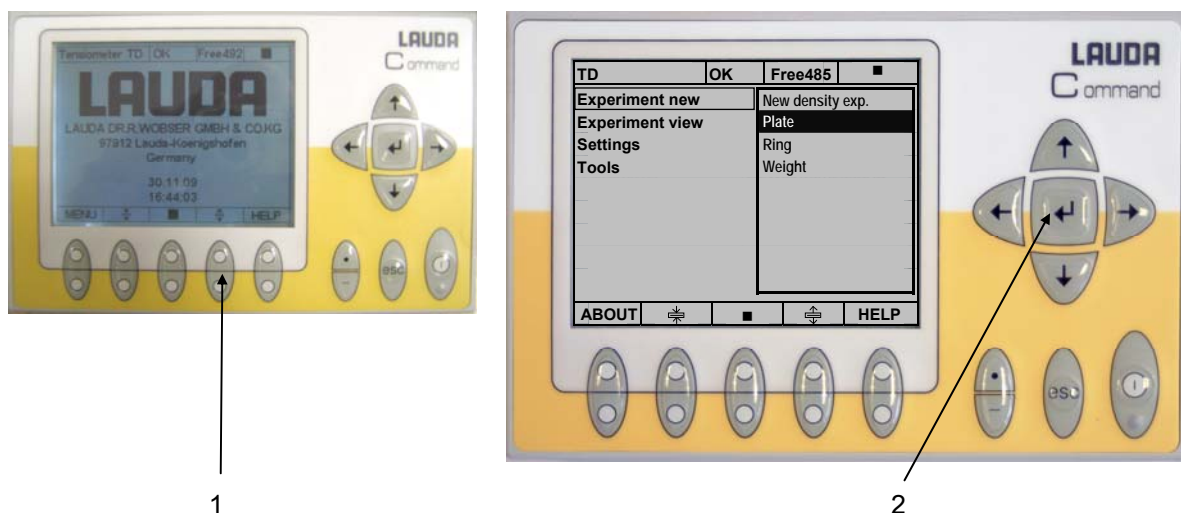 Tensiometer TD OK Free492 ■
LAUDA
LAUDA DR.R.WOBSER GMBH & CO.KG
97912 Lauda-Koenigshofen
Germany
30.11.09
16:44:03
MENU ■ HELP
LAUDA
Command
esc
1
TD OK Free485 ■
Experiment new
Experiment view
Settings
Tools
New density exp.
Plate
Ring
Weight
ABOUT ■ HELP
LAUDA
Command
esc
2